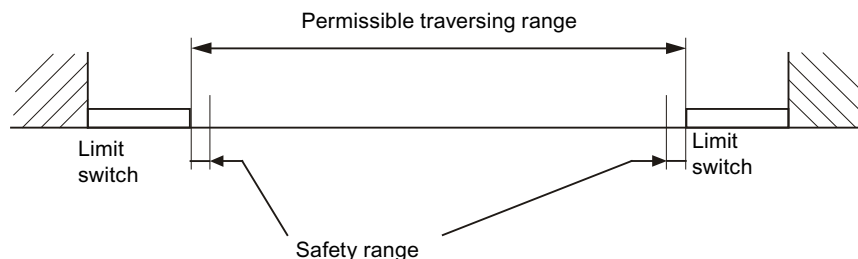 Permissible traversing range
Limit
switch
Limit
switch
Safety range